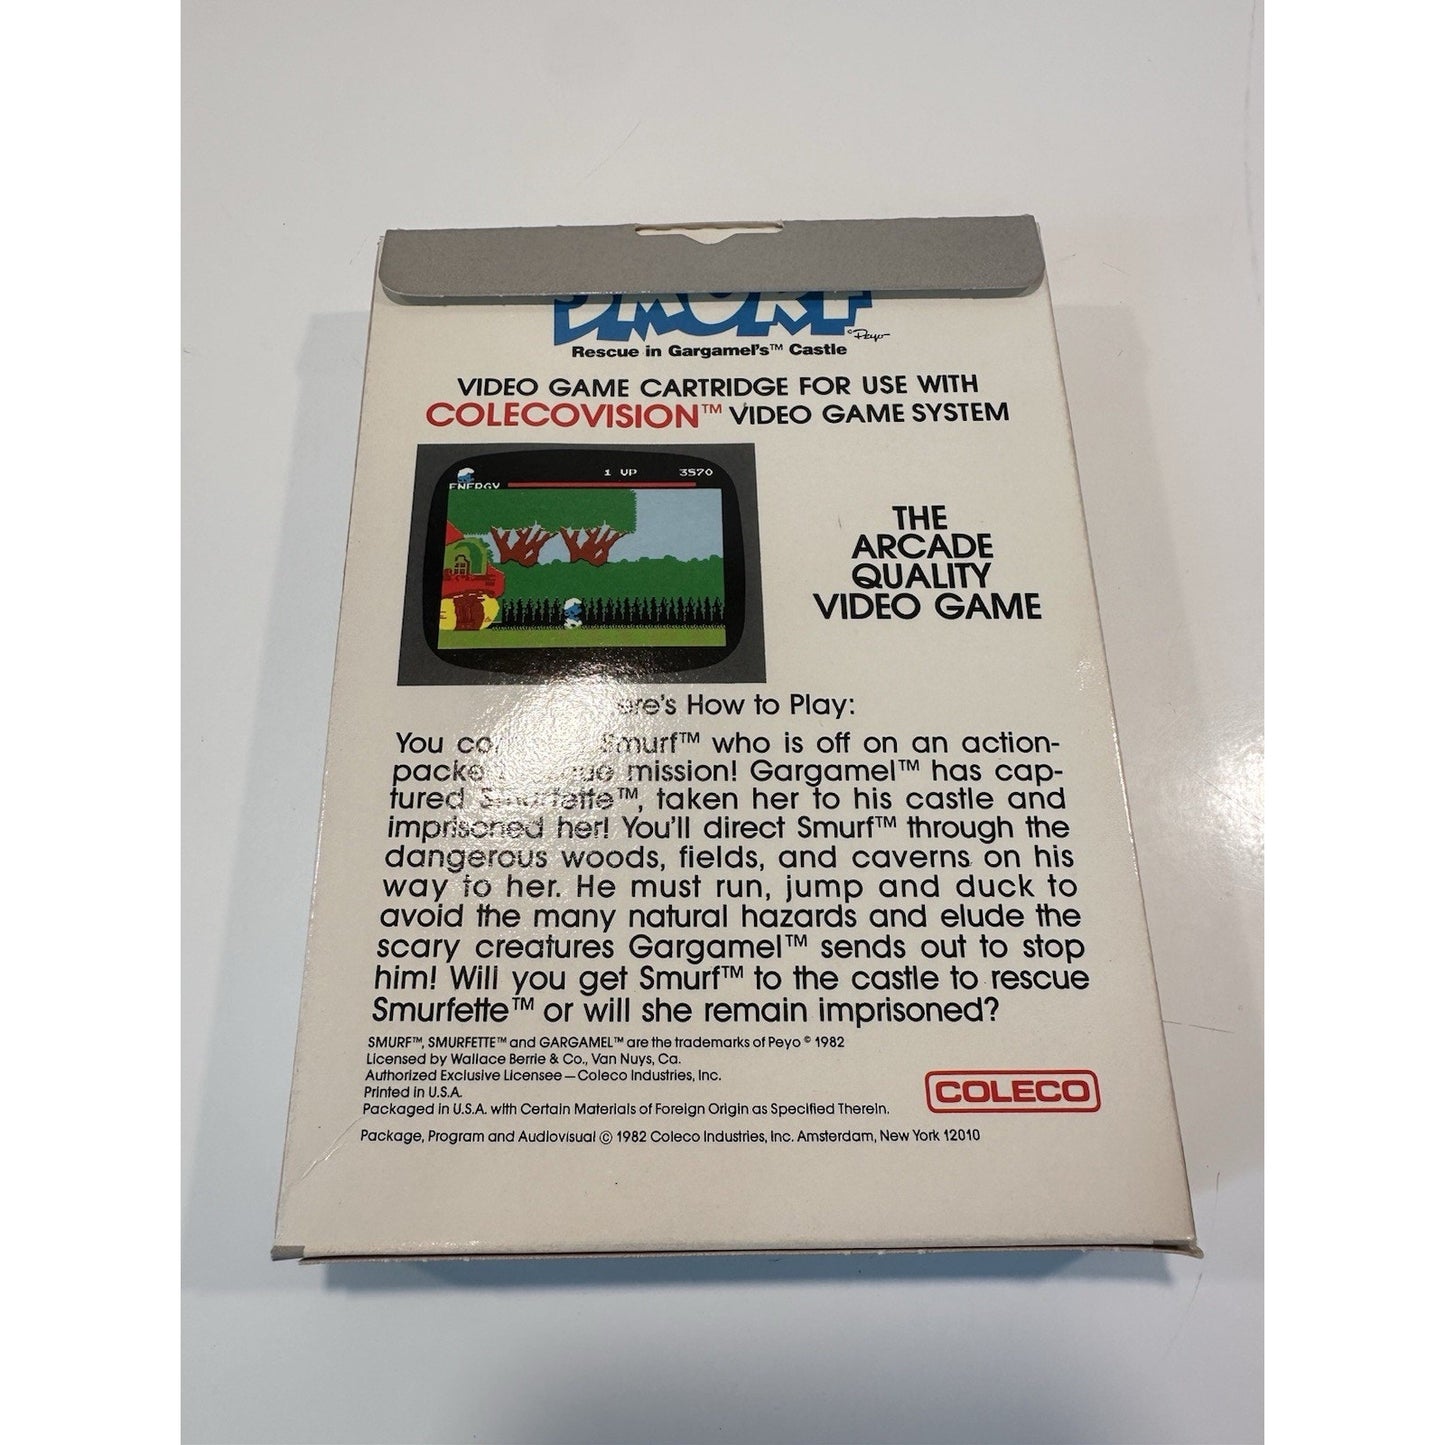 SMURF
© Peyo
Rescue in Gargamel's™ Castle
VIDEO GAME CARTRIDGE FOR USE WITH
COLECOVISION™ VIDEO GAME SYSTEM
1 UP 3570
ENERGY
THE
ARCADE
QUALITY
VIDEO GAME
Here's How to Play:
You Smurf™ who is off on an action-
mission! Gargamel™ has cap-
tured Smurfette™, taken her to his castle and
imprisoned her! You'll direct Smurf™ through the
dangerous woods, fields, and caverns on his
way to her. He must run, jump and duck to
avoid the many natural hazards and elude the
scary creatures Gargamel™ sends out to stop
him! Will you get Smurf™ to the castle to rescue
Smurfette™ or will she remain imprisoned?
SMURF™, SMURFETTE™ and GARGAMEL™ are the trademarks of Peyo © 1982
Licensed by Wallace Berrie & Co., Van Nuys, Ca.
Authorized Exclusive Licensee — Coleco Industries, Inc.
Printed in U.S.A.
Packaged in U.S.A. with Certain Materials of Foreign Origin as Specified Therein.
COLECO
Package, Program and Audiovisual © 1982 Coleco Industries, Inc. Amsterdam, New York 12010